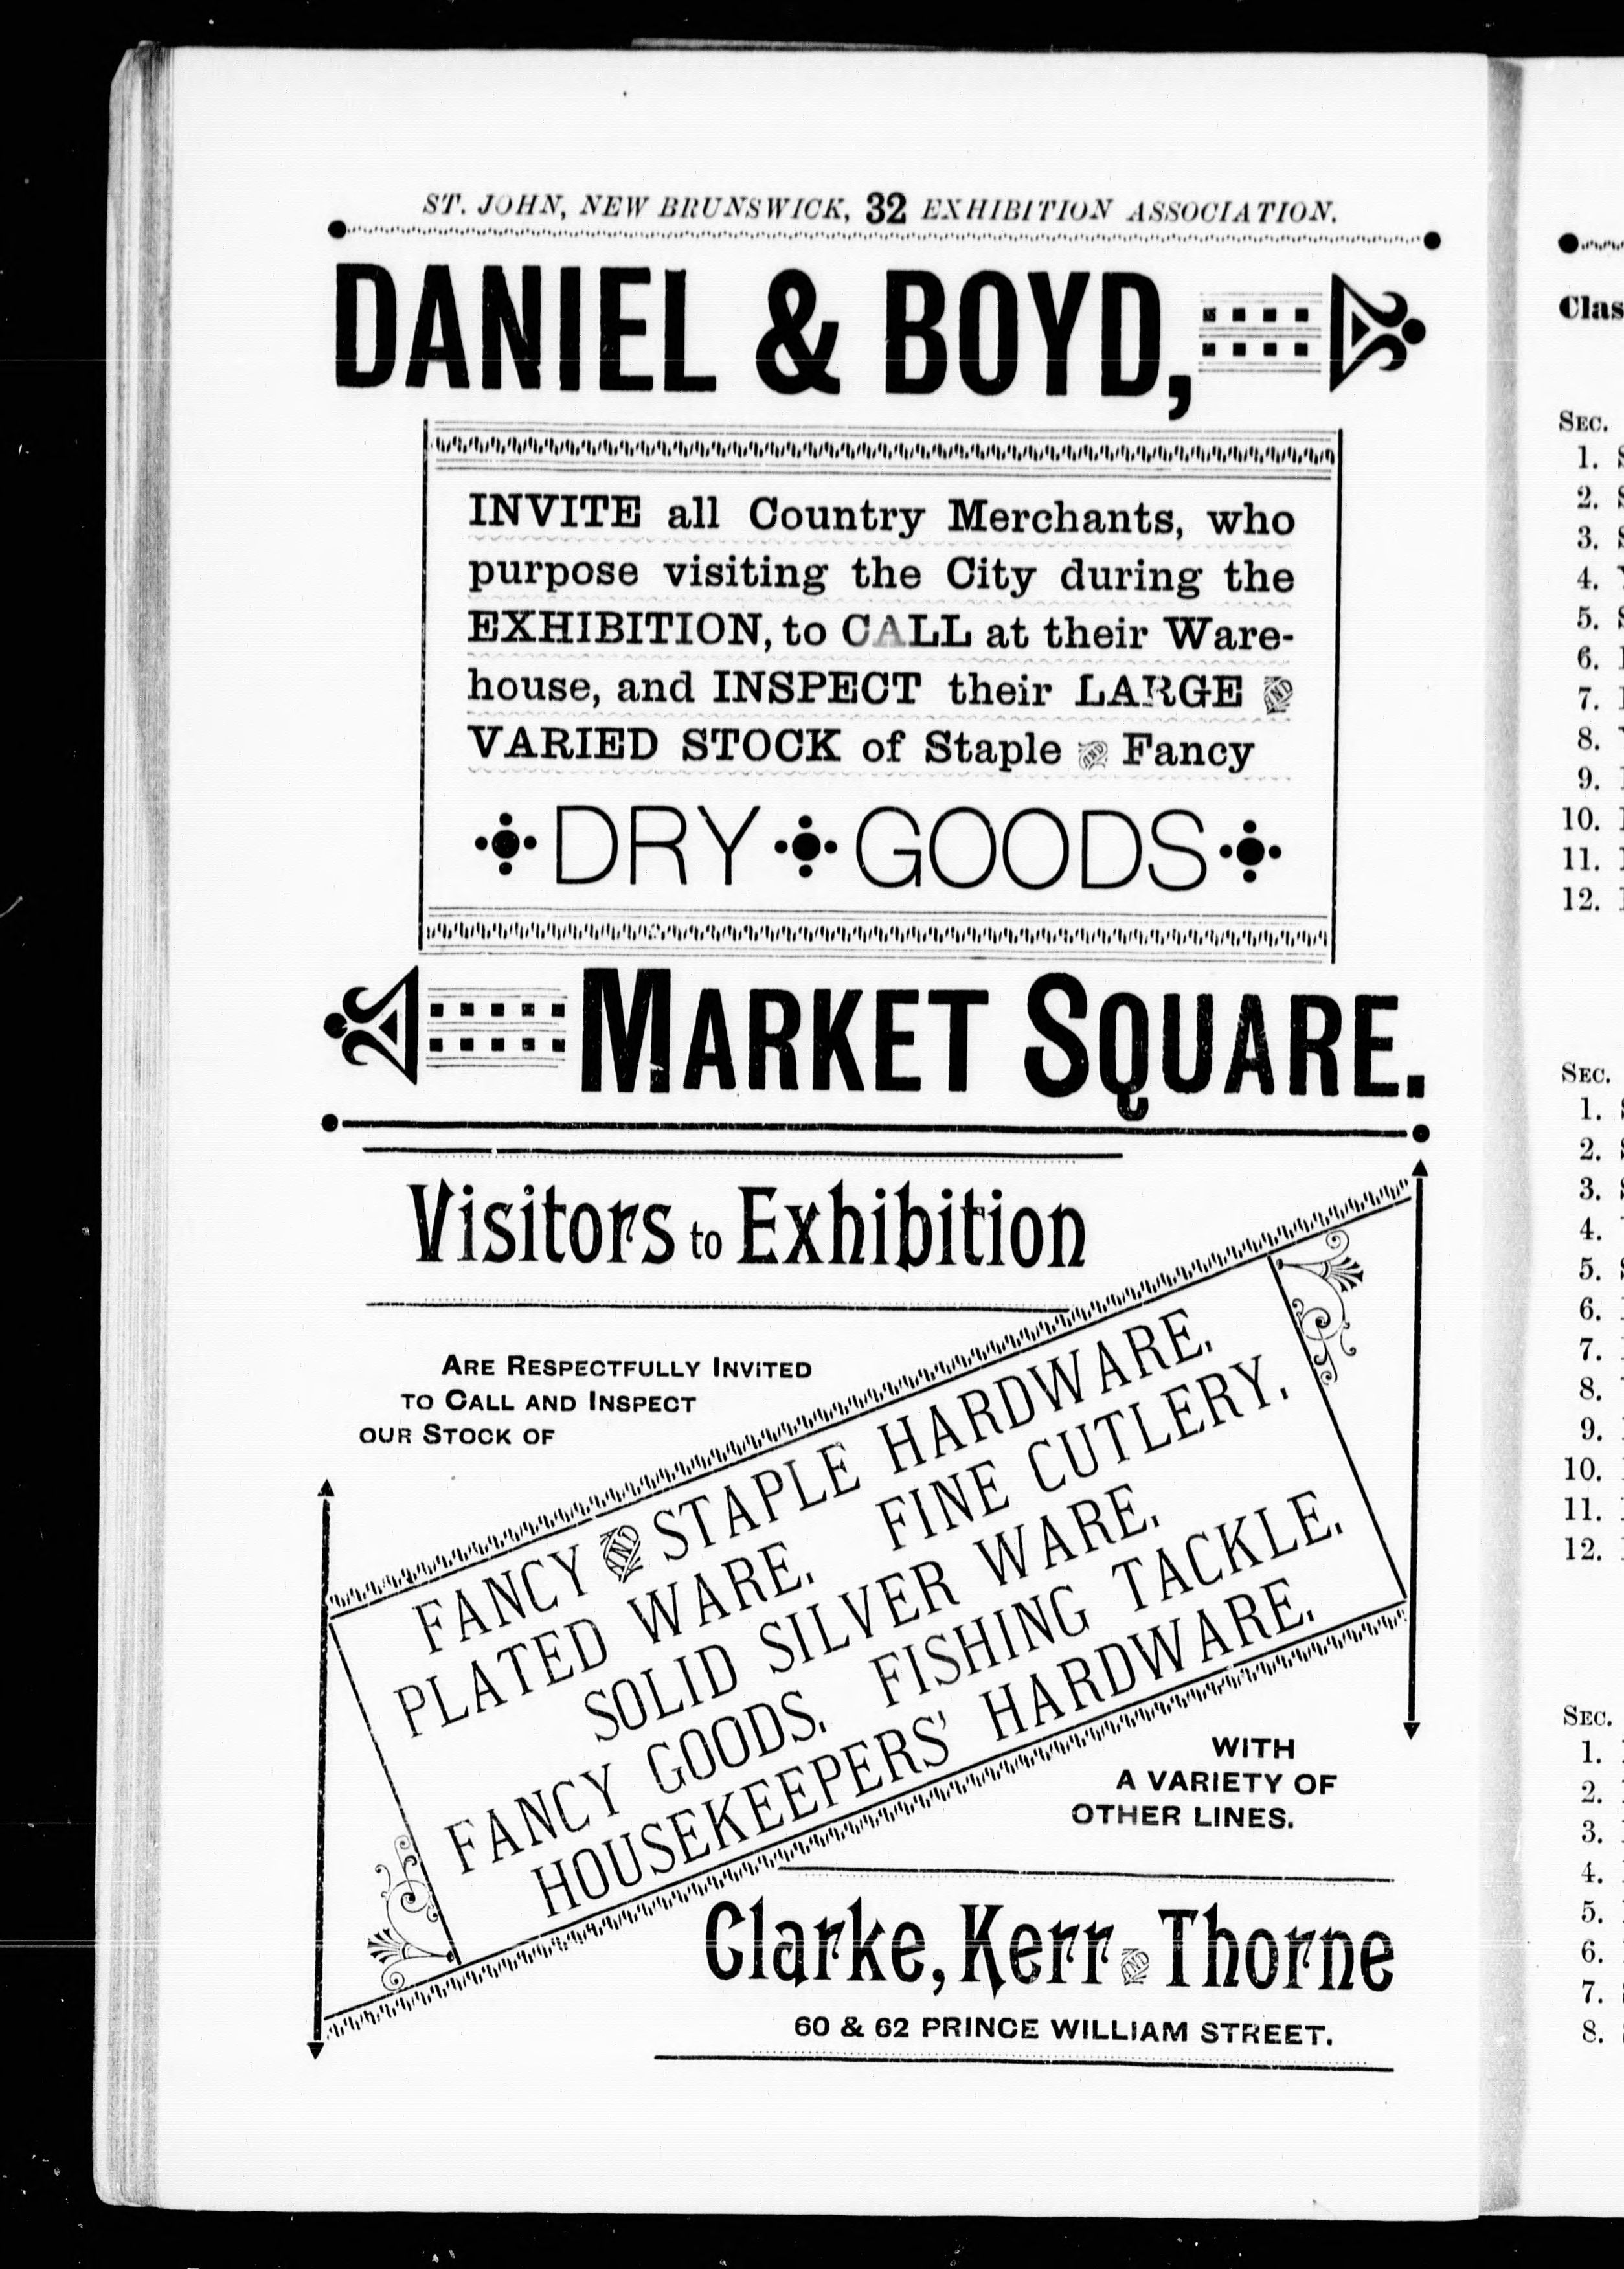 ST. JOHN, NEW BRUNSWICK, 32 EXHIBITION ASSOCIATION.
DANIEL & BOYD,
INVITE all Country Merchants, who
purpose visiting the City during the
EXHIBITION, to CALL at their Ware-
house, and INSPECT their LARGE AND
VARIED STOCK of Staple AND Fancy
DRY GOODS
MARKET SQUARE.
Visitors to Exhibition
ARE RESPECTFULLY INVITED
TO CALL AND INSPECT
OUR STOCK OF
FANCY AND STAPLE HARDWARE.
PLATED WARE. FINE CUTLERY.
SOLID SILVER WARE.
FANCY GOODS. FISHING TACKLE.
HOUSEKEEPERS' HARDWARE.
WITH
A VARIETY OF
OTHER LINES.
Clarke, Kerr AND Thorne
60 & 62 PRINCE WILLIAM STREET.
Clas
SEC.
1.
2.
3.
4.
5.
6.
7.
8.
9.
10.
11.
12.
SEC.
1.
2.
3.
4.
5.
6.
7.
8.
9.
10.
11.
12.
SEC.
1.
2.
3.
4.
5.
6.
7.
8.